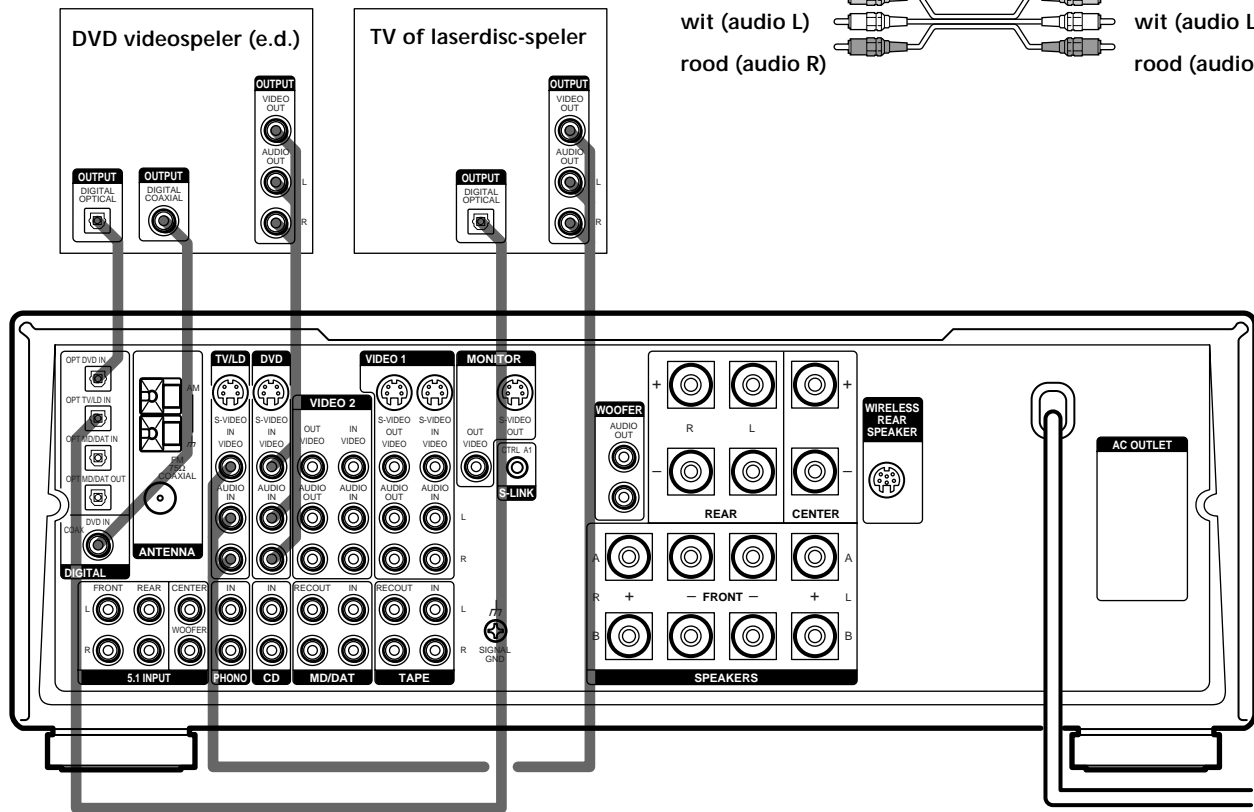 DVD videospeler (e.d.)
TV of laserdisc-speler
wit (audio L)
wit (audio L
rood (audio R)
rood (audio
OUTPUT
VIDEO
OUT
AUDIO
OUT
L
R
OUTPUT
DIGITAL
OPTICAL
OUTPUT
DIGITAL
COAXIAL
OUTPUT
VIDEO
OUT
AUDIO
OUT
L
R
OUTPUT
DIGITAL
OPTICAL
OPT DVD IN
OPT TV/LD IN
OPT MD/DAT IN
OPT MD/DAT OUT
DVD IN
COAX
DIGITAL
AM
FM
75Ω
COAXIAL
ANTENNA
TV/LD
S-VIDEO
IN
VIDEO
AUDIO
IN
DVD
S-VIDEO
IN
VIDEO
AUDIO
IN
VIDEO 2
OUT
VIDEO
IN
VIDEO
AUDIO
OUT
AUDIO
IN
VIDEO 1
S-VIDEO
OUT
VIDEO
S-VIDEO
IN
VIDEO
AUDIO
OUT
AUDIO
IN
L
R
MONITOR
S-VIDEO
OUT
OUT
VIDEO
CTRL A1
S-LINK
FRONT
REAR
CENTER
WOOFER
L
R
5.1 INPUT
IN
PHONO
IN
CD
RECOUT
IN
MD/DAT
RECOUT
IN
TAPE
L
R
SIGNAL
GND
WOOFER
AUDIO
OUT
+
R
L
–
REAR
+
–
CENTER
WIRELESS
REAR
SPEAKER
A
A
R + – FRONT – + L
B
B
SPEAKERS
AC OUTLET